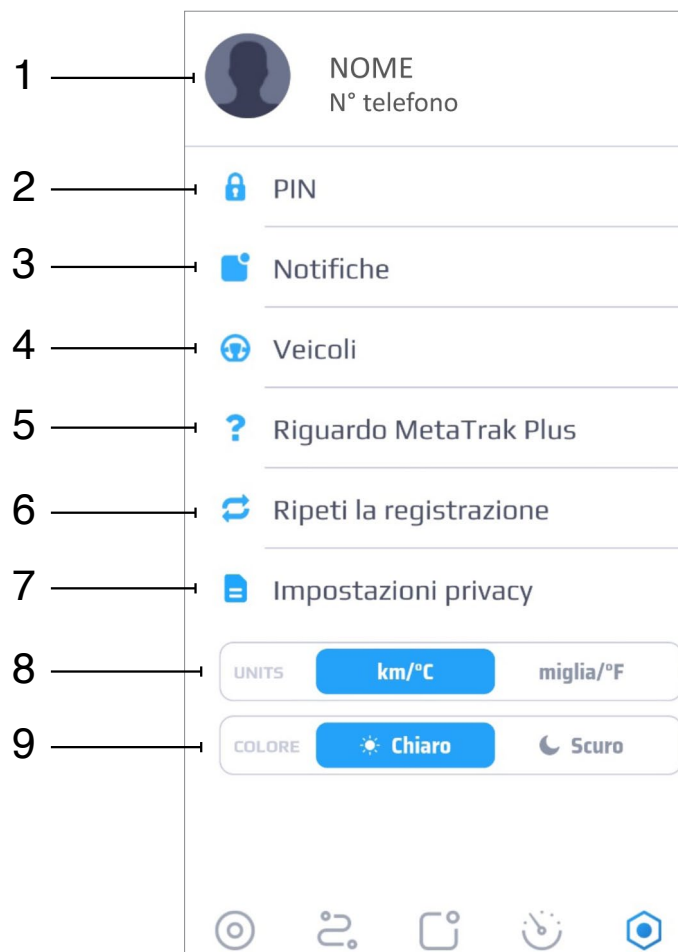 1
NOME
N° telefono
2
PIN
3
Notifiche
4
Veicoli
5
Riguardo MetaTrak Plus
6
Ripeti la registrazione
7
Impostazioni privacy
8
UNITS km/°C miglia/°F
9
COLORE Chiaro Scuro